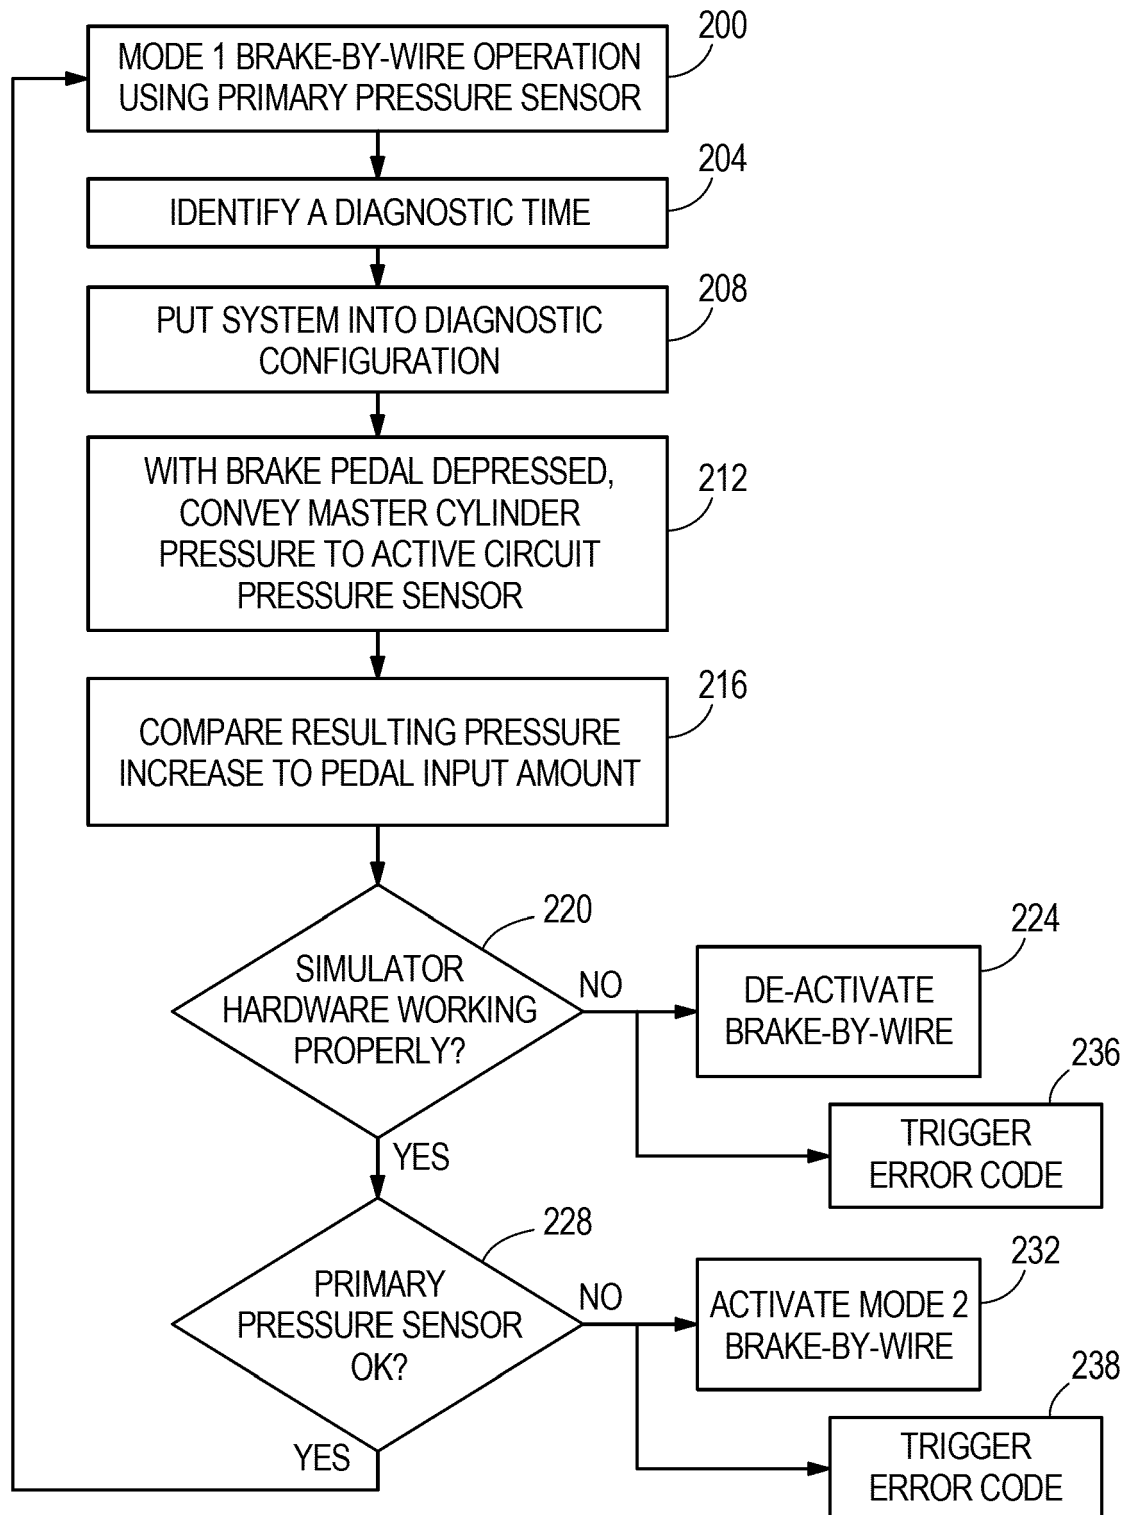 200
MODE 1 BRAKE-BY-WIRE OPERATION
USING PRIMARY PRESSURE SENSOR
204
IDENTIFY A DIAGNOSTIC TIME
208
PUT SYSTEM INTO DIAGNOSTIC
CONFIGURATION
212
WITH BRAKE PEDAL DEPRESSED,
CONVEY MASTER CYLINDER
PRESSURE TO ACTIVE CIRCUIT
PRESSURE SENSOR
216
COMPARE RESULTING PRESSURE
INCREASE TO PEDAL INPUT AMOUNT
220
SIMULATOR
HARDWARE WORKING
PROPERLY?
NO
224
DE-ACTIVATE
BRAKE-BY-WIRE
236
TRIGGER
ERROR CODE
YES
228
PRIMARY
PRESSURE SENSOR
OK?
NO
232
ACTIVATE MODE 2
BRAKE-BY-WIRE
238
TRIGGER
ERROR CODE
YES